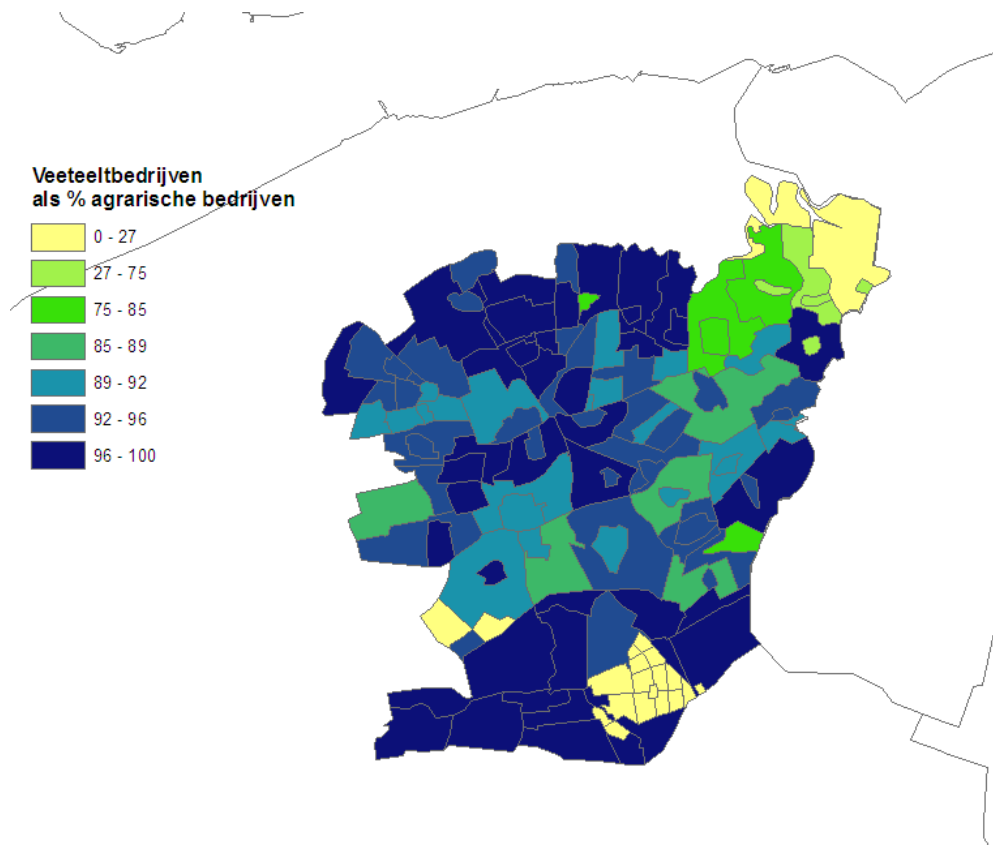 Veeteeltbedrijven
als % agrarische bedrijven
0 - 27
27 - 75
75 - 85
85 - 89
89 - 92
92 - 96
96 - 100